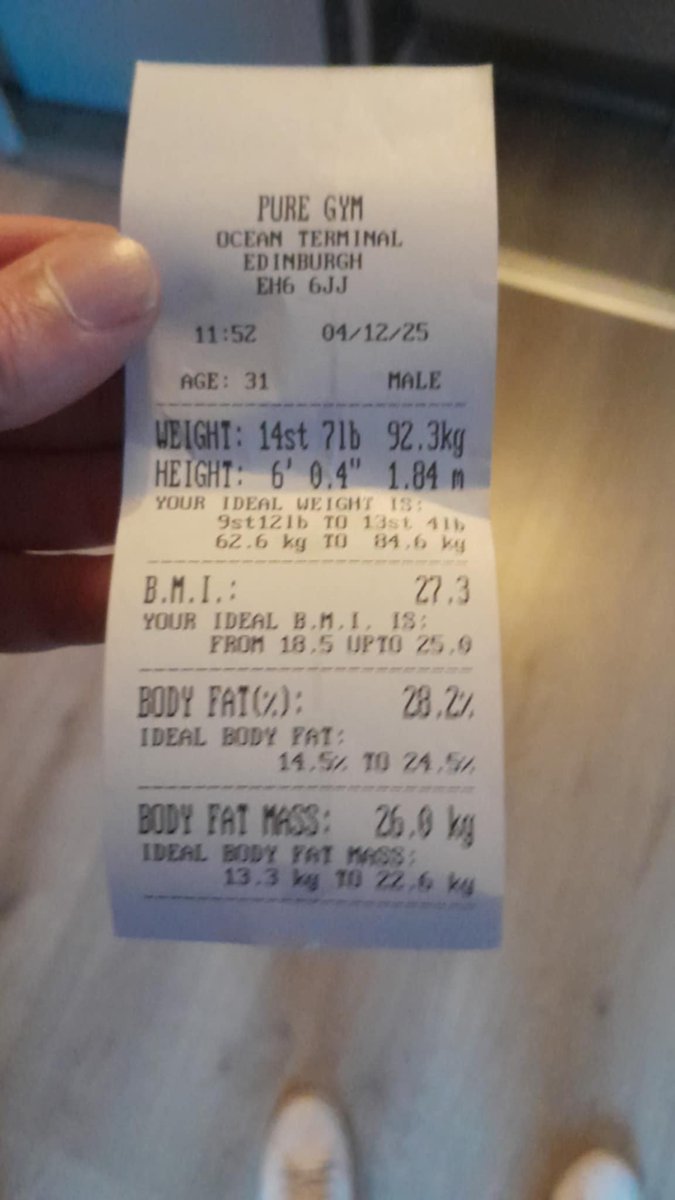 PURE GYM
OCEAN TERMINAL
EDINBURGH
EH6 6JJ
11:52 04/12/25
AGE: 31 MALE
WEIGHT: 14st 7lb 92.3kg
HEIGHT: 6' 0.4" 1.84 m
YOUR IDEAL WEIGHT IS:
9st12lb TO 13st 4lb
62.6 kg TO 84.6 kg
B.M.I.: 27.3
YOUR IDEAL B.M.I. IS:
FROM 18.5 UPTO 25.0
BODY FAT(%): 28.2%
IDEAL BODY FAT:
14.5% TO 24.5%
BODY FAT MASS: 26.0 kg
IDEAL BODY FAT MASS:
13.3 kg TO 22.6 kg